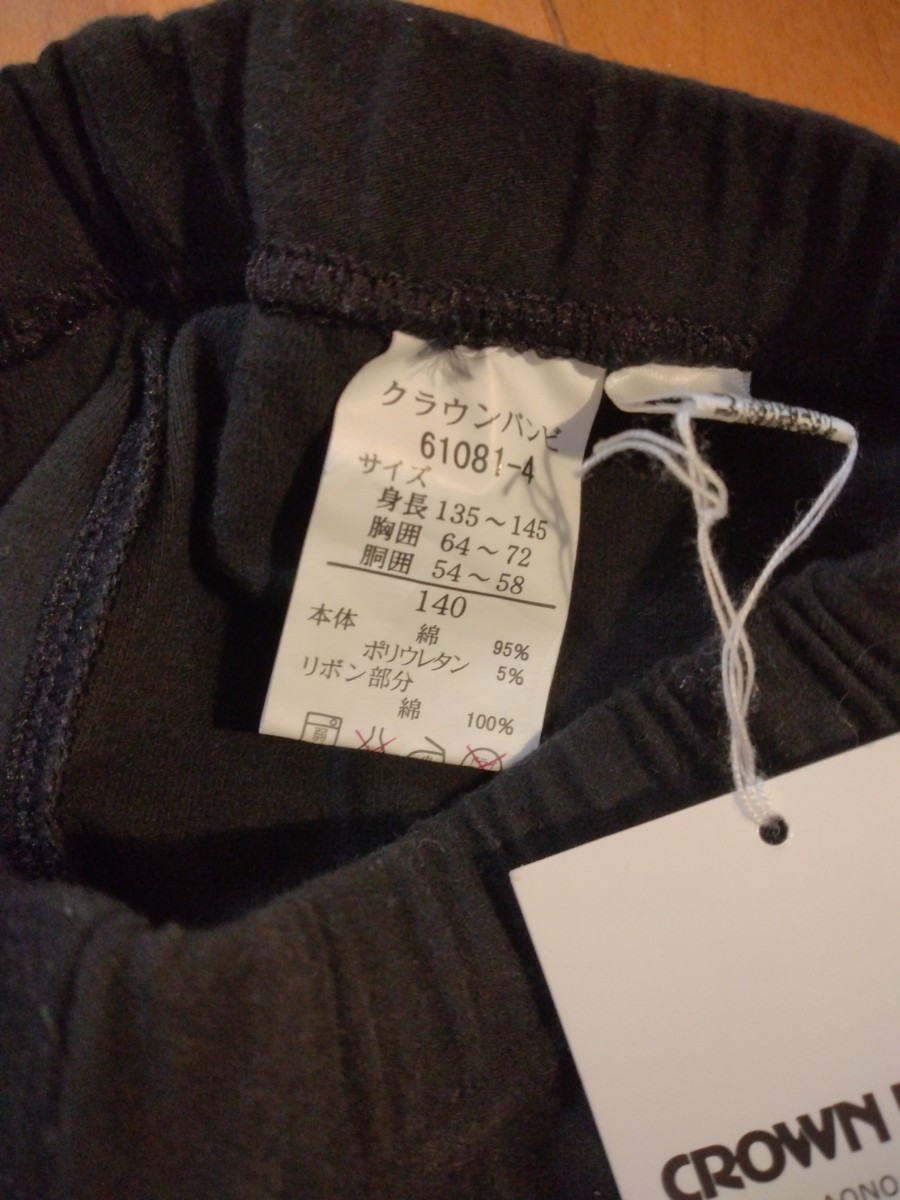 クラウンバンビ
61081-4
サイズ
身長 135～145
胸囲 64～72
胴囲 54～58
140
本体 綿 95%
ポリウレタン 5%
リボン部分
綿 100%
弱
CROWN